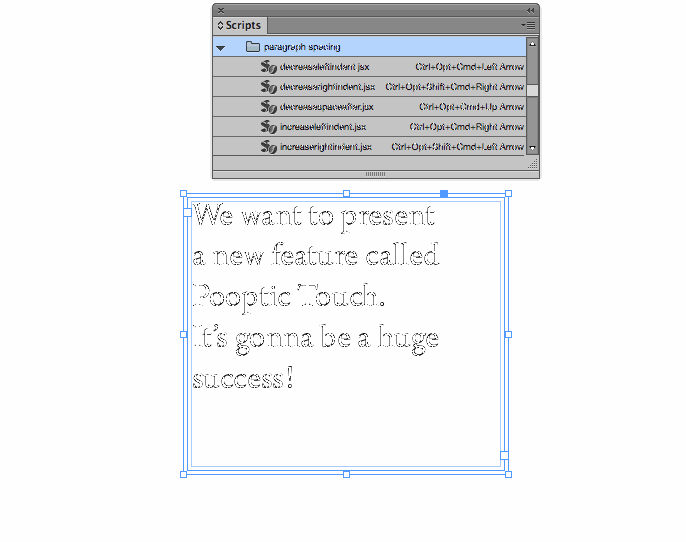 Scripts
paragraph spacing
decreaseleftindent.jsx Ctrl+Opt+Cmd+Left Arrow
decreaserightindent.jsx Ctrl+Opt+Shift+Cmd+Right Arrow
decreasespaceafter.jsx Ctrl+Opt+Cmd+Up Arrow
increaseleftindent.jsx Ctrl+Opt+Cmd+Right Arrow
increaserightindent.jsx Ctrl+Opt+Shift+Cmd+Left Arrow
We want to present
a new feature called
Pooptic Touch.
It's gonna be a huge
success!